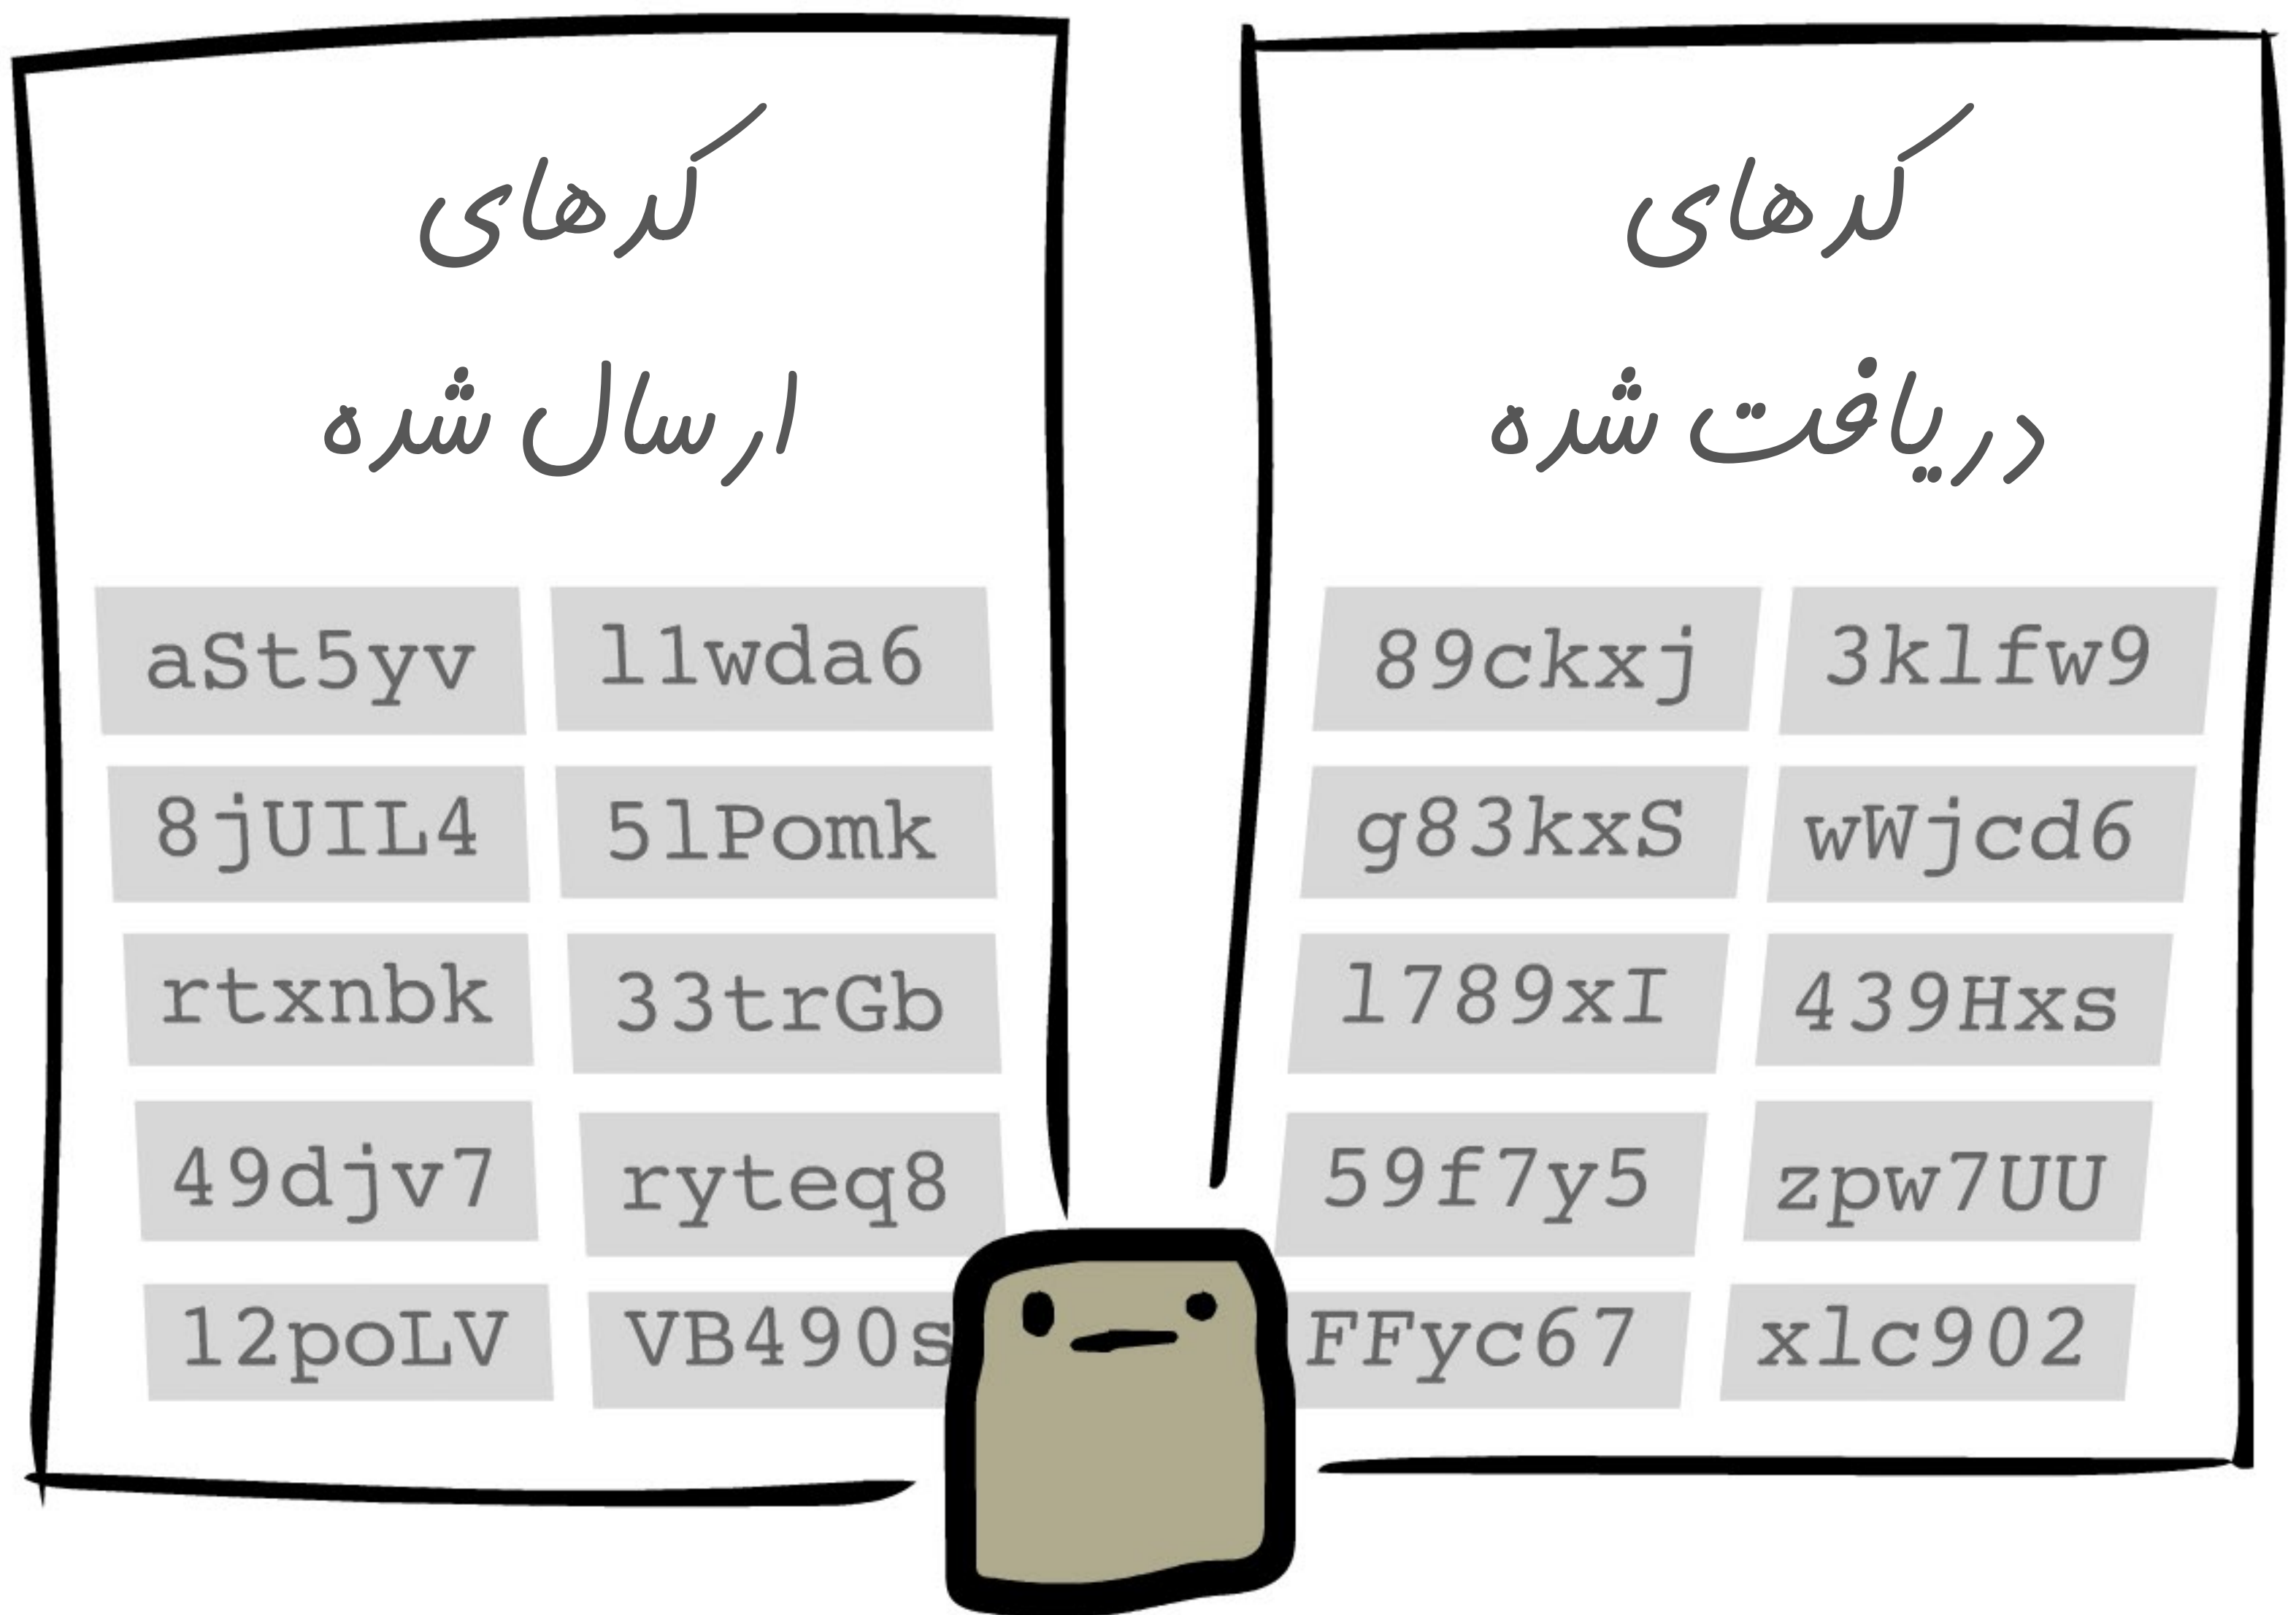 کدهای
ارسال شده
aSt5yv l1wda6
8jUIL4 5lPomk
rtxnbk 33trGb
49djv7 ryteq8
12poLV VB490s
کدهای
دریافت شده
89ckxj 3klfw9
g83kxS wWjcd6
l789xI 439Hxs
59f7y5 zpw7UU
FFyc67 xlc902